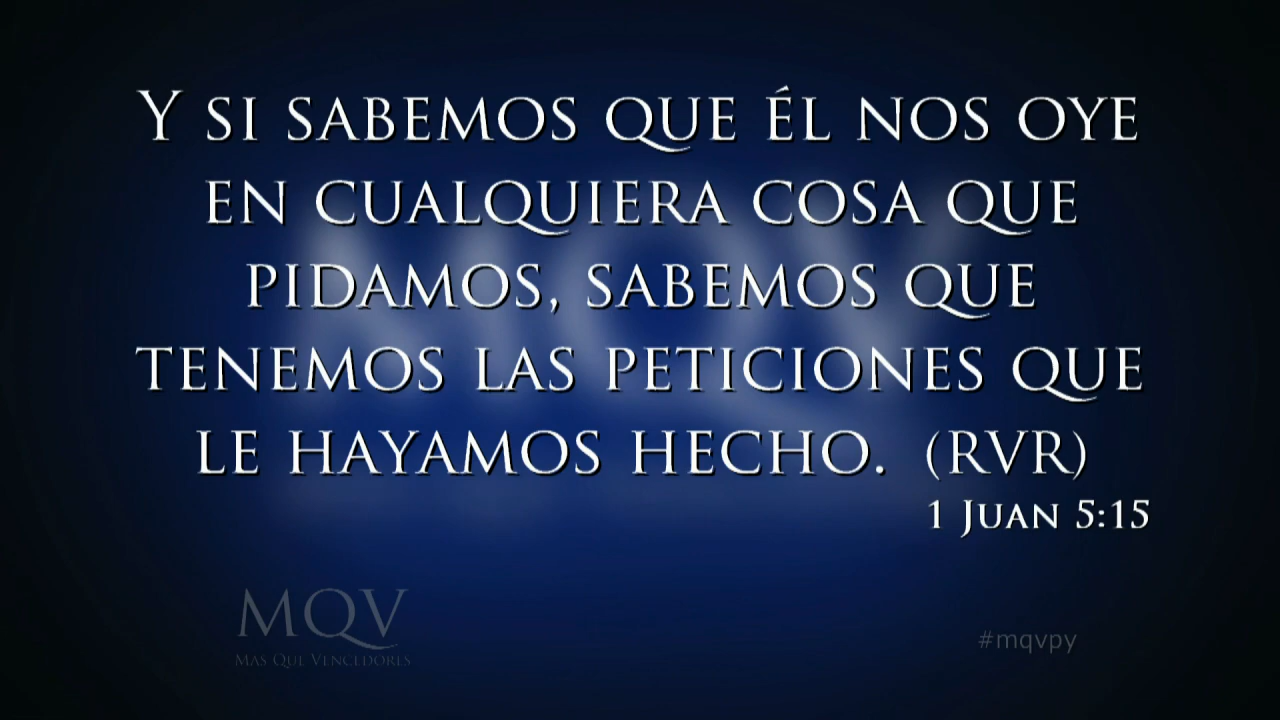 Y SI SABEMOS QUE ÉL NOS OYE
EN CUALQUIERA COSA QUE
PIDAMOS, SABEMOS QUE
TENEMOS LAS PETICIONES QUE
LE HAYAMOS HECHO. (RVR)
1 JUAN 5:15
MQV
MAS QUE VENCEDORES
#mqvpy